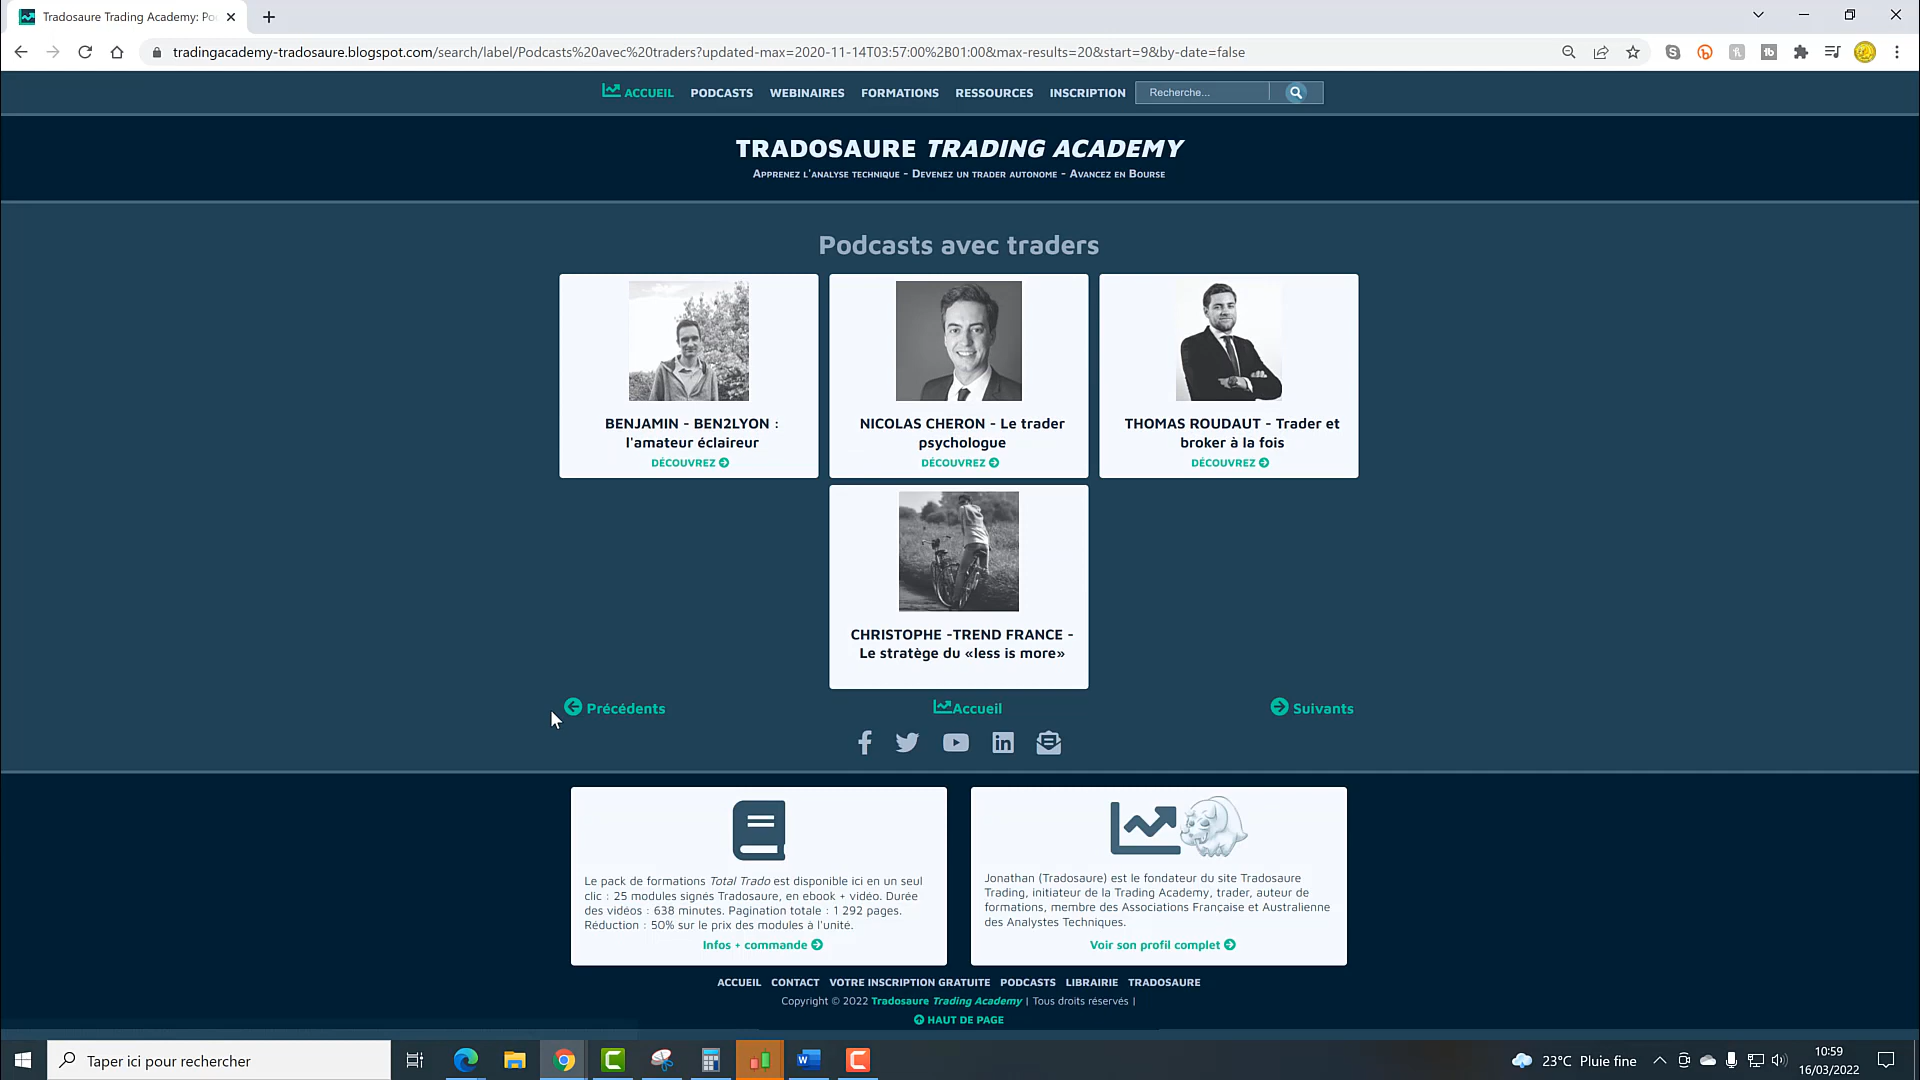 Tradosaure Trading Academy: Po
tradingacademy-tradosaure.blogspot.com/search/label/Podcasts%20avec%20traders?updated-max=2020-11-14T03:57:00%2B01:00&max-results=20&start=9&by-date=false
ACCUEIL PODCASTS WEBINAIRES FORMATIONS RESSOURCES INSCRIPTION Recherche...
TRADOSAURE TRADING ACADEMY
Apprenez l'analyse technique - Devenez un trader autonome - Avancez en Bourse
Podcasts avec traders
BENJAMIN - BEN2LYON :
l'amateur éclaireur
DÉCOUVREZ
NICOLAS CHERON - Le trader
psychologue
DÉCOUVREZ
THOMAS ROUDAUT - Trader et
broker à la fois
DÉCOUVREZ
CHRISTOPHE -TREND FRANCE -
Le stratège du «less is more»
Précédents Accueil Suivants
Le pack de formations Total Trado est disponible ici en un seul
clic : 25 modules signés Tradosaure, en ebook + vidéo. Durée
des vidéos : 638 minutes. Pagination totale : 1 292 pages.
Réduction : 50% sur le prix des modules à l'unité.
Infos + commande
Jonathan (Tradosaure) est le fondateur du site Tradosaure
Trading, initiateur de la Trading Academy, trader, auteur de
formations, membre des Associations Française et Australienne
des Analystes Techniques.
Voir son profil complet
ACCUEIL CONTACT VOTRE INSCRIPTION GRATUITE PODCASTS LIBRAIRIE TRADOSAURE
Copyright © 2022 Tradosaure Trading Academy | Tous droits réservés |
HAUT DE PAGE
Taper ici pour rechercher
23°C Pluie fine
10:59
16/03/2022